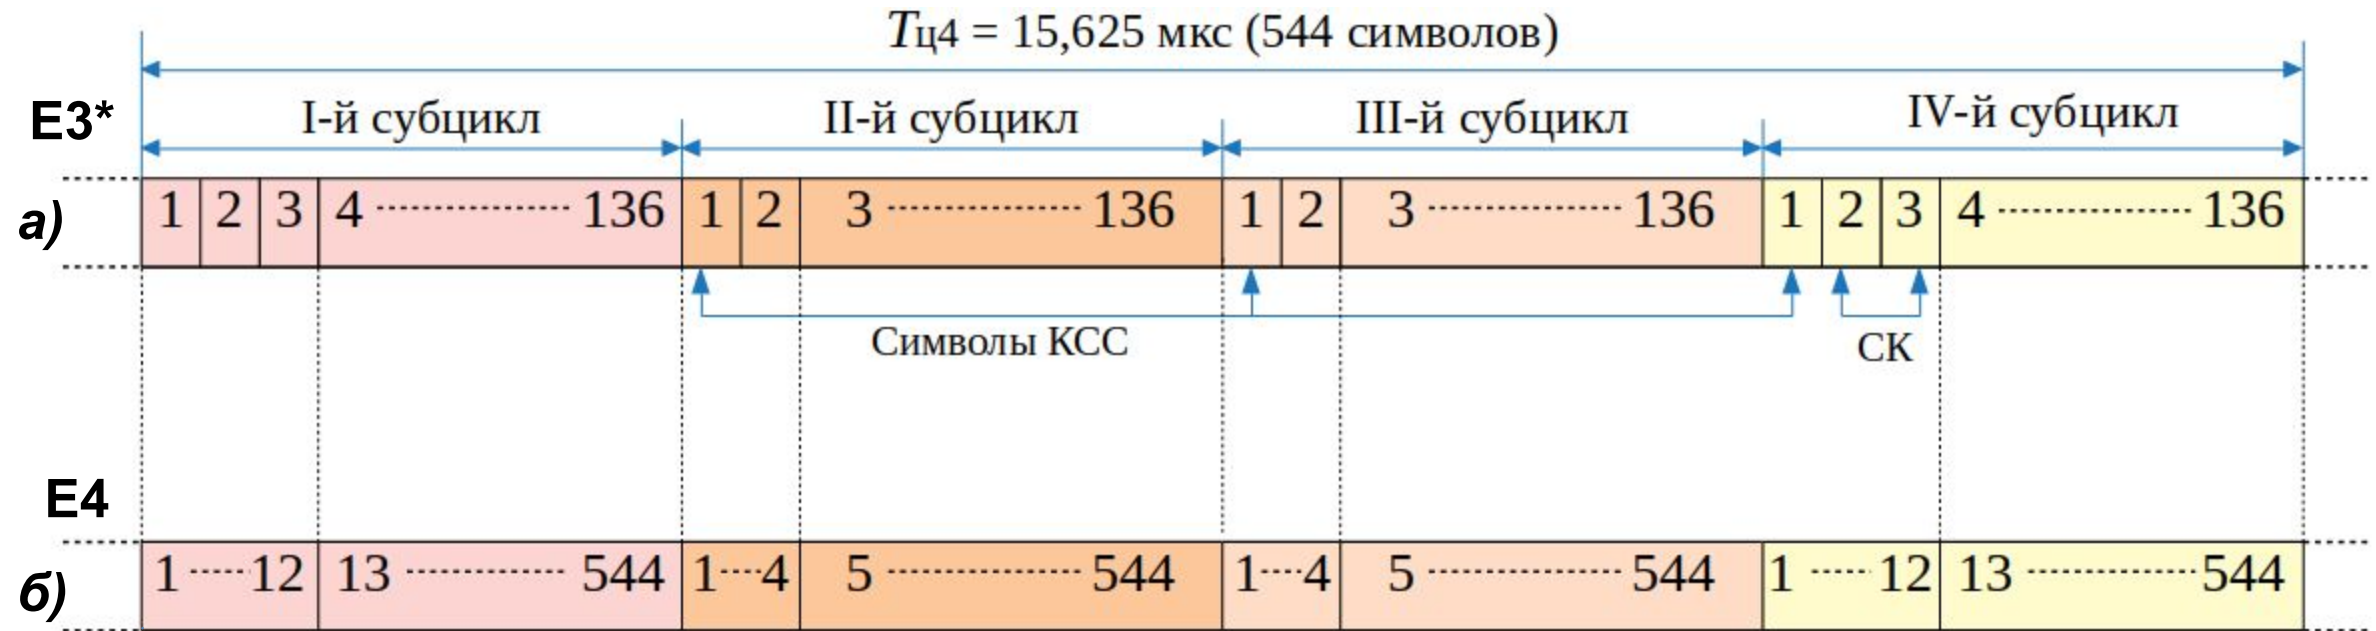 Tц4 = 15,625 мкс (544 символов)
E3*
I-й субцикл II-й субцикл III-й субцикл IV-й субцикл
а) 1 2 3 4 136 1 2 3 136 1 2 3 136 1 2 3 4 136
Символы КСС СК
E4
б) 1 12 13 544 1 4 5 544 1 4 5 544 1 12 13 544